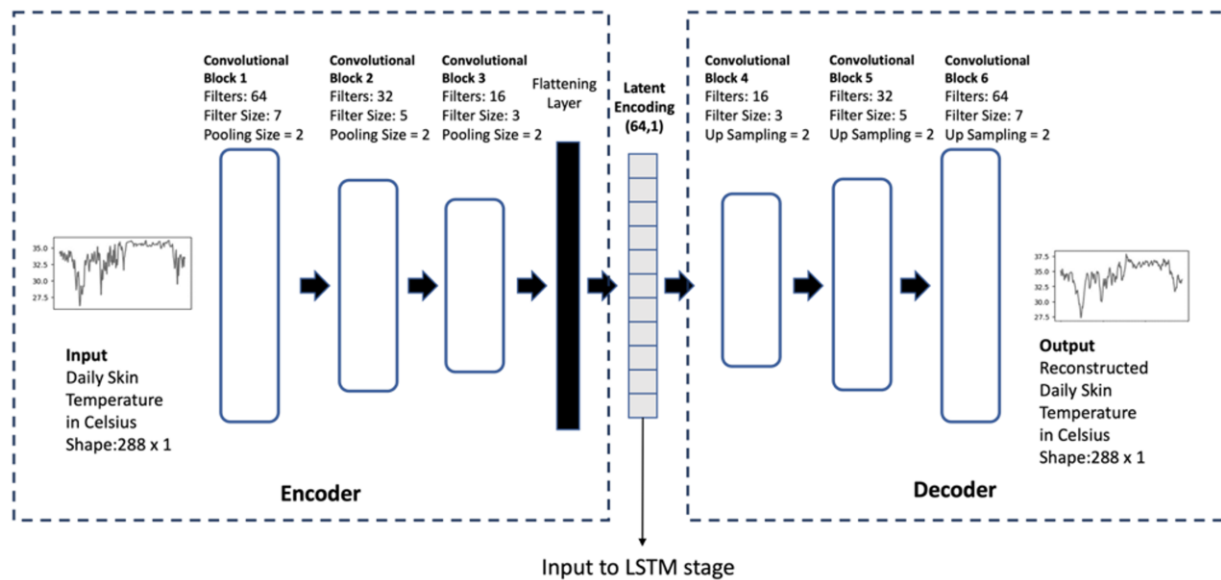 Convolutional
Block 1
Filters: 64
Filter Size: 7
Pooling Size = 2
Convolutional
Block 2
Filters: 32
Filter Size: 5
Pooling Size = 2
Convolutional
Block 3
Filters: 16
Filter Size: 3
Pooling Size = 2
Flattening
Layer
Latent
Encoding
(64,1)
Convolutional
Block 4
Filters: 16
Filter Size: 3
Up Sampling = 2
Convolutional
Block 5
Filters: 32
Filter Size: 5
Up Sampling = 2
Convolutional
Block 6
Filters: 64
Filter Size: 7
Up Sampling = 2
35.0
32.5
30.0
27.5
Input
Daily Skin
Temperature
in Celsius
Shape:288 x 1
37.5
35.0
32.5
30.0
27.5
Output
Reconstructed
Daily Skin
Temperature
in Celsius
Shape:288 x 1
Encoder
Decoder
Input to LSTM stage